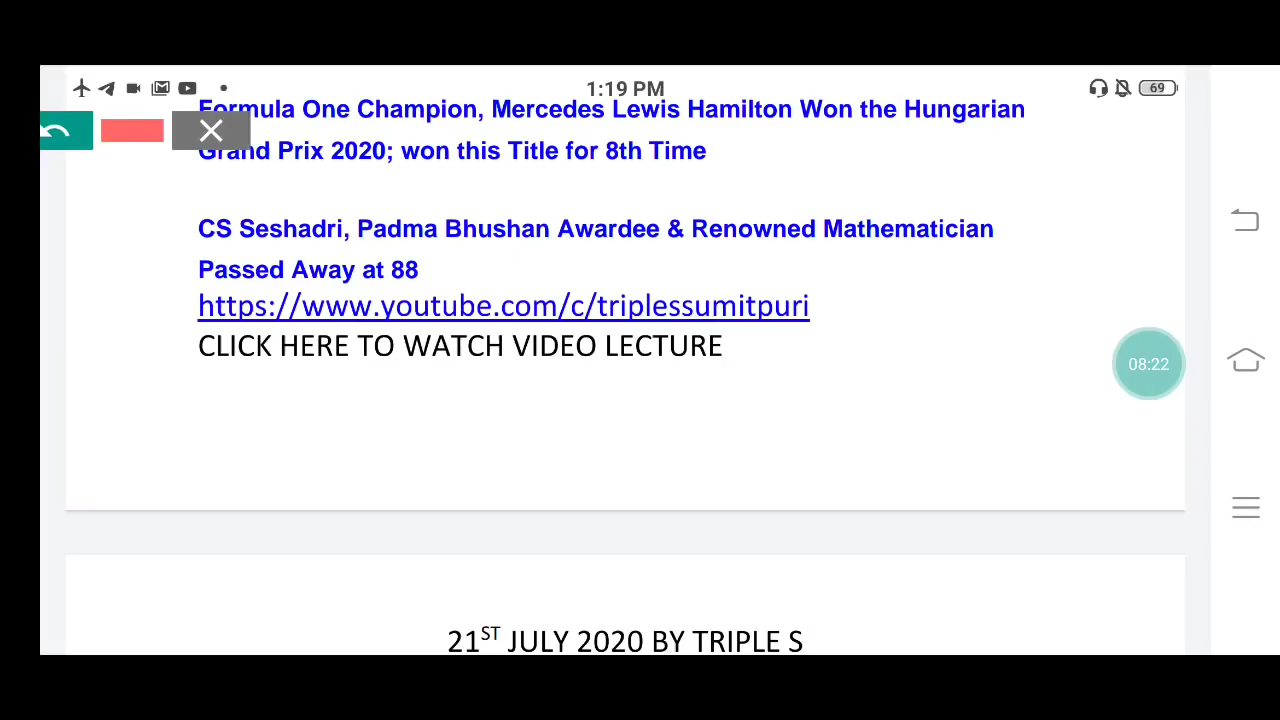 1:19 PM
69
Formula One Champion, Mercedes Lewis Hamilton Won the Hungarian
Grand Prix 2020; won this Title for 8th Time
CS Seshadri, Padma Bhushan Awardee & Renowned Mathematician
Passed Away at 88
https://www.youtube.com/c/triplessumitpuri
CLICK HERE TO WATCH VIDEO LECTURE
08:22
21ST JULY 2020 BY TRIPLE S